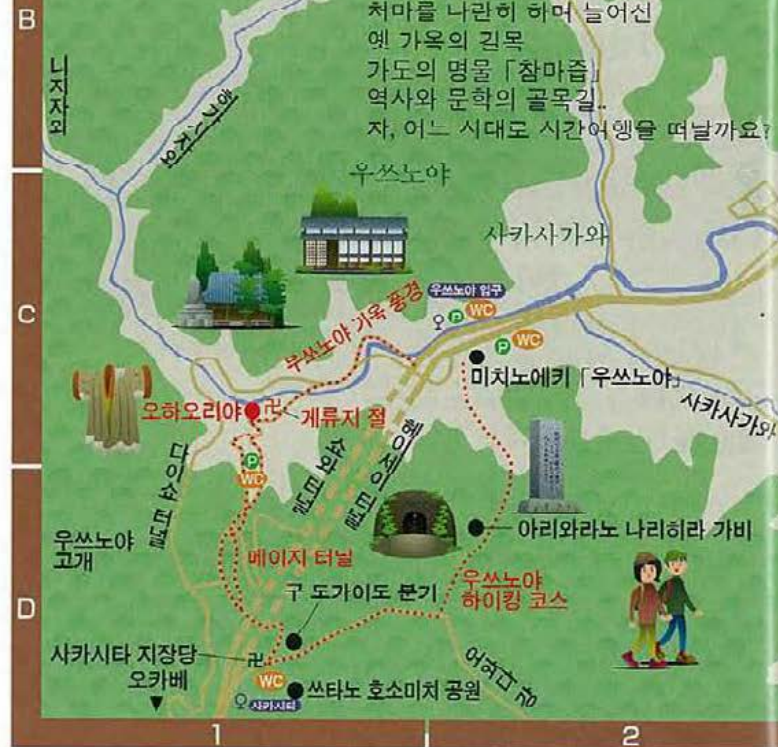 B
처마를 나란히 하며 늘어선
옛 가옥의 길목
가도의 명물「참마즙」
역사와 문학의 골목길..
자, 어느 시대로 시간여행을 떠날까요?
우쓰노야
사카사가와
C
우쓰노야 가옥 풍경
우쓰노야 입구
P
WC
P
WC
미치노에키「우쓰노야」
사카사가와
오하오리야
게류지 절
P
WC
다이쇼 터널
쇼와 터널
헤이세이 터널
아리와라노 나리히라 가비
우쓰노야
고개
메이지 터널
우쓰노야
하이킹 코스
D
구 도카이도 분기
사카시타 지장당
오카베
WC
사카시타
쓰타노 호소미치 공원
1
2